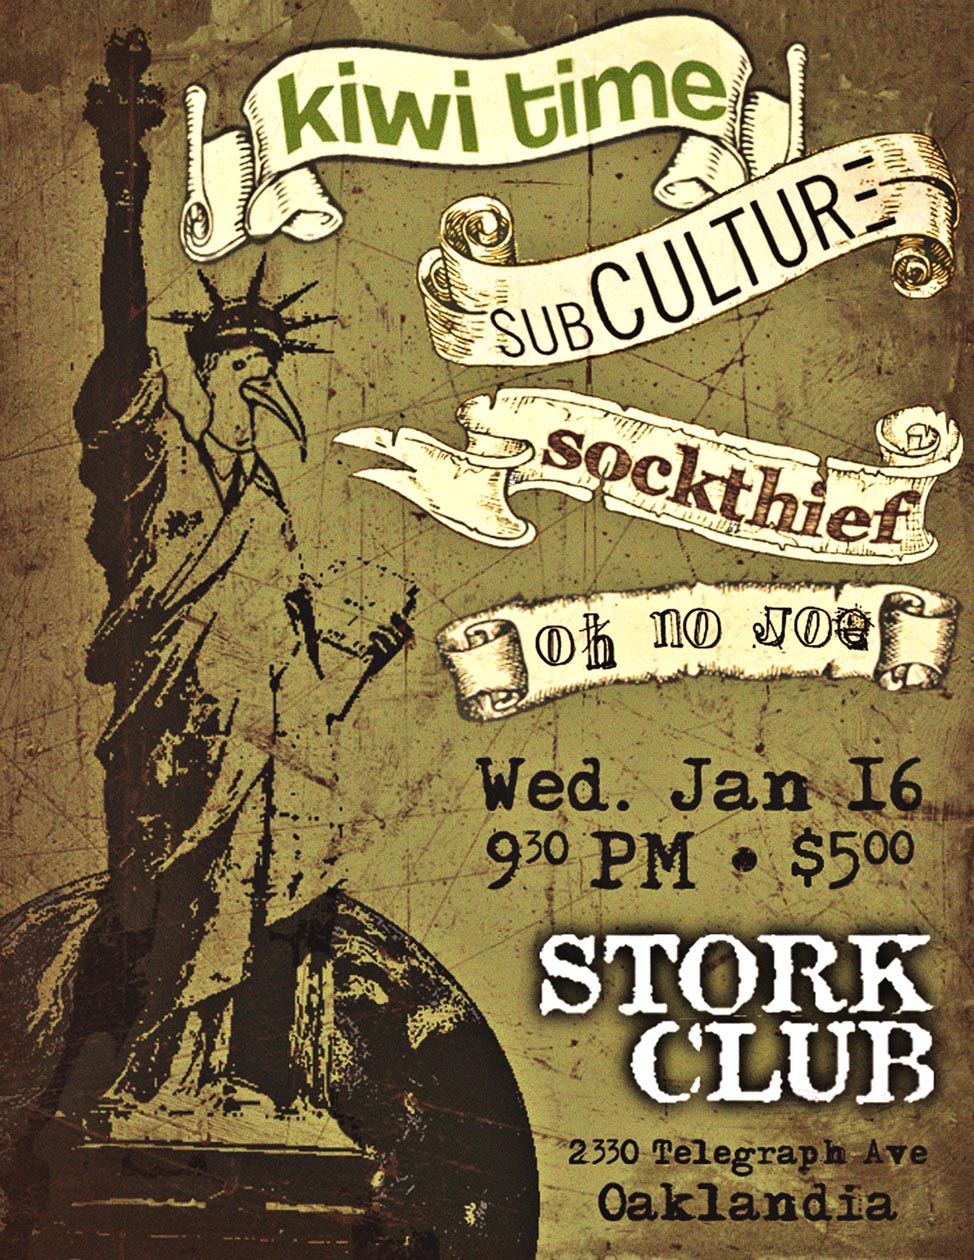 kiwi time
SUBCULTURE
sockthief
oh no joe
Wed. Jan 16
930 PM • $500
STORK
CLUB
2330 Telegraph Ave
Oaklandia